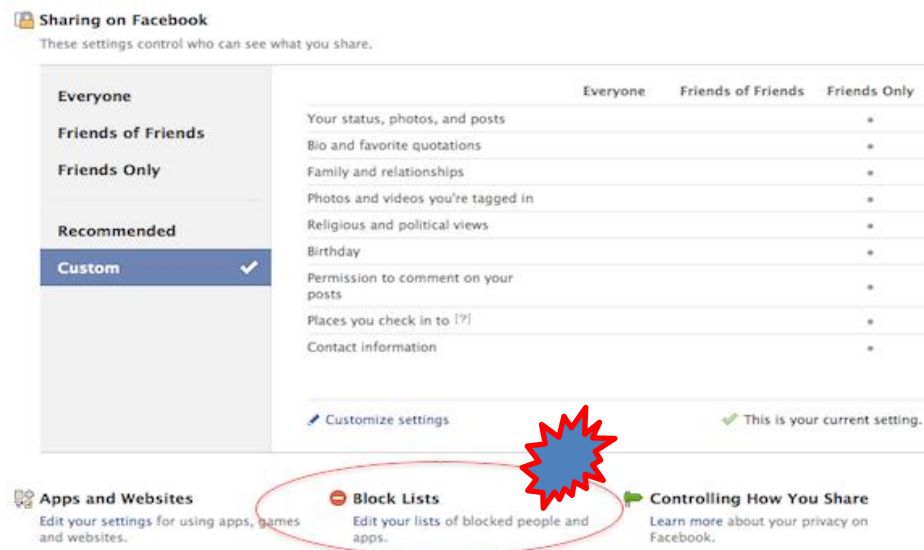 Sharing on Facebook
These settings control who can see what you share.
Everyone
Friends of Friends
Friends Only
Recommended
Custom
Everyone Friends of Friends Friends Only
Your status, photos, and posts
Bio and favorite quotations
Family and relationships
Photos and videos you're tagged in
Religious and political views
Birthday
Permission to comment on your
posts
Places you check in to [?]
Contact information
Customize settings
This is your current setting.
Apps and Websites
Edit your settings for using apps, games
and websites.
Block Lists
Edit your lists of blocked people and
apps.
Controlling How You Share
Learn more about your privacy on
Facebook.